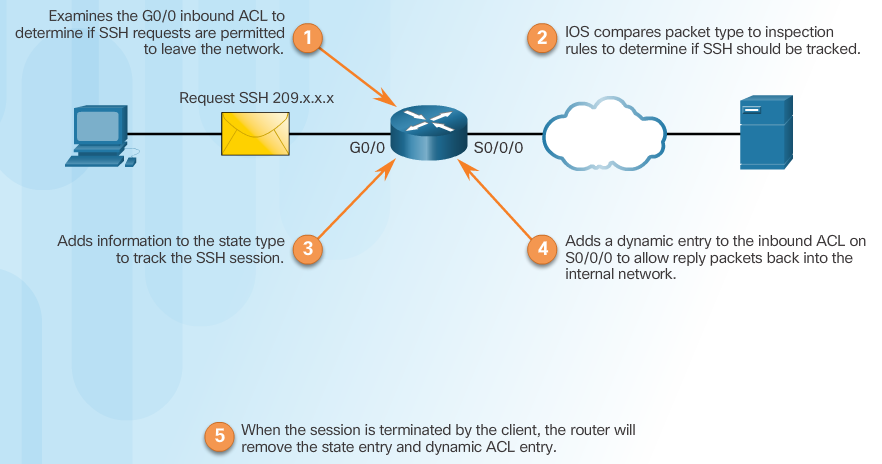 Examines the G0/0 inbound ACL to
determine if SSH requests are permitted
to leave the network.
1
2
IOS compares packet type to inspection
rules to determine if SSH should be tracked.
Request SSH 209.x.x.x
G0/0
S0/0/0
Adds information to the state type
to track the SSH session.
3
4
Adds a dynamic entry to the inbound ACL on
S0/0/0 to allow reply packets back into the
internal network.
5
When the session is terminated by the client, the router will
remove the state entry and dynamic ACL entry.